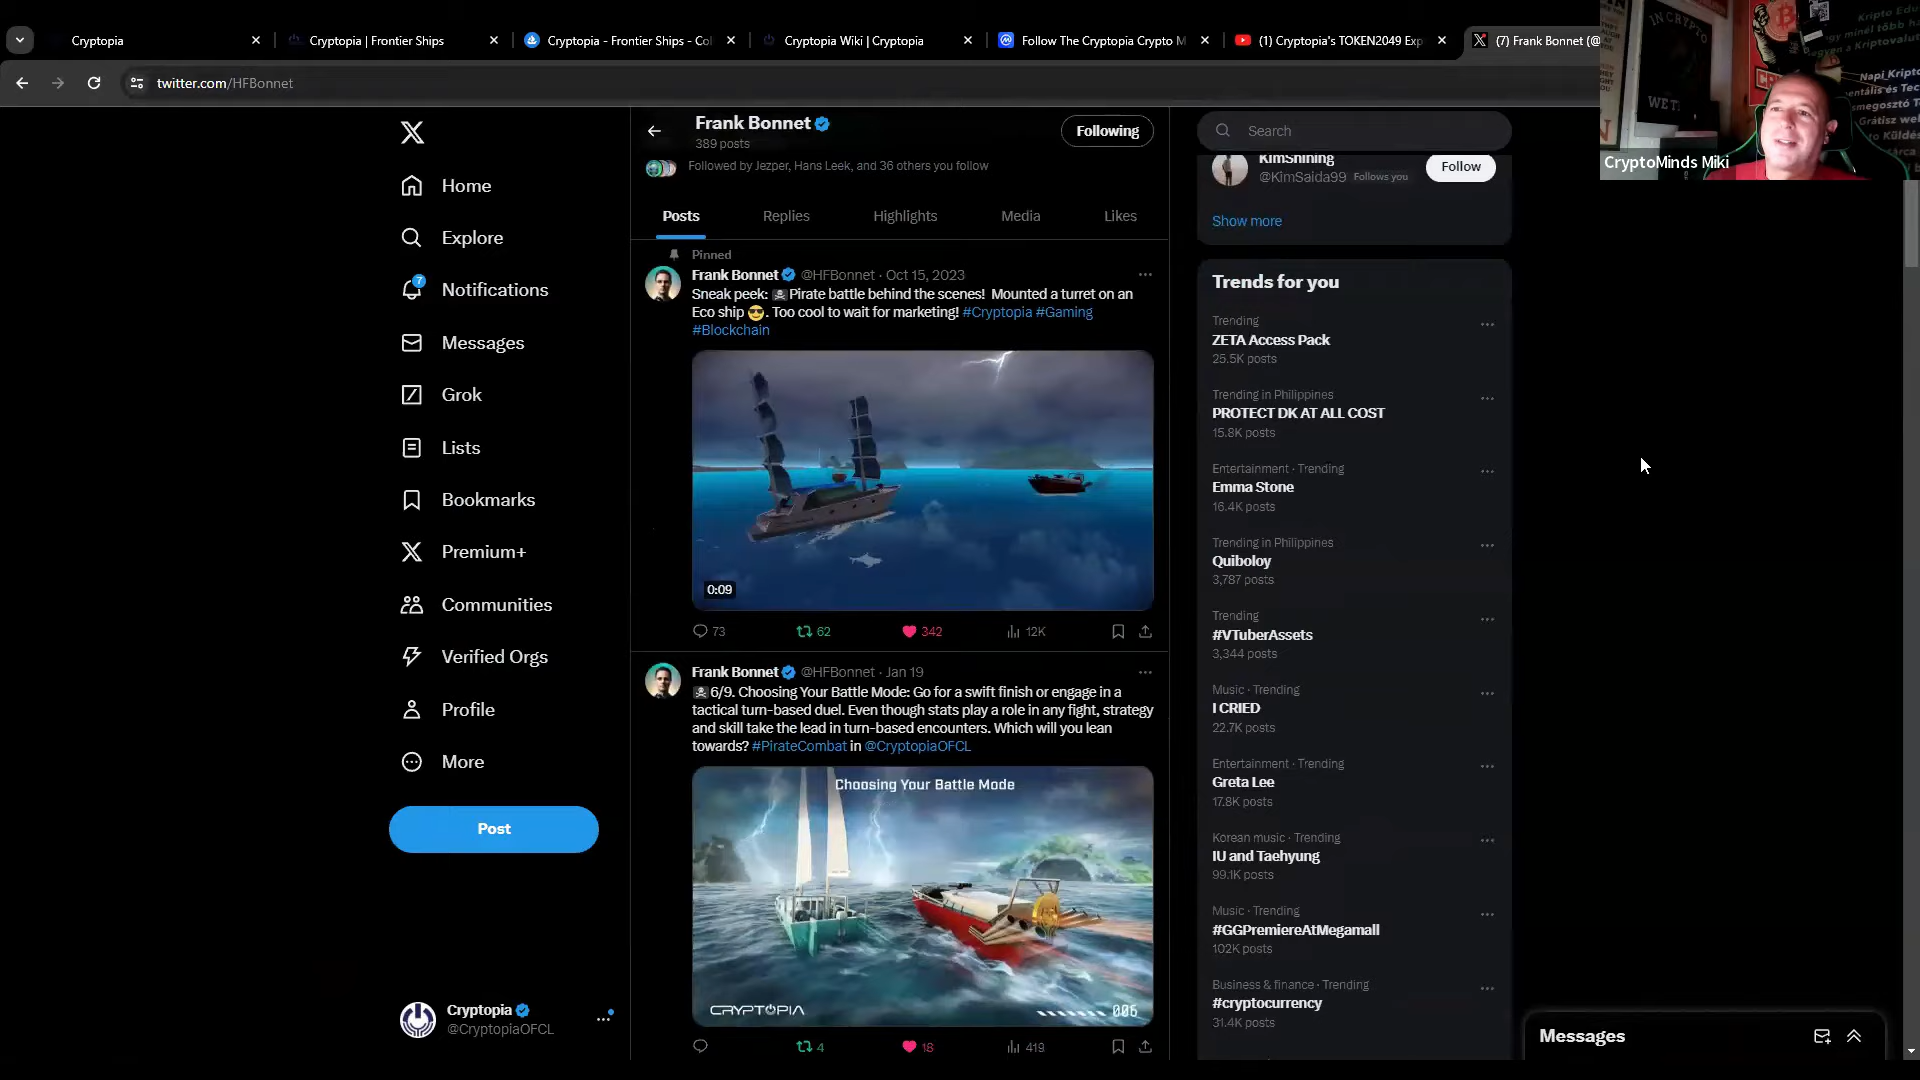 Cryptopia
Cryptopia | Frontier Ships
Cryptopia - Frontier Ships - Col
Cryptopia Wiki | Cryptopia
Follow The Cryptopia Crypto M
(1) Cryptopia's TOKEN2049 Exp
(7) Frank Bonnet (@
twitter.com/HFBonnet
IN CRYPTO
WE T
CryptoMinds Miki
Home
Explore
7
Notifications
Messages
Grok
Lists
Bookmarks
Premium+
Communities
Verified Orgs
Profile
More
Post
Cryptopia
@CryptopiaOFCL
Frank Bonnet
389 posts
Following
Followed by Jezper, Hans Leek, and 36 others you follow
Posts Replies Highlights Media Likes
Pinned
Frank Bonnet @HFBonnet · Oct 15, 2023
Sneak peek: ☠Pirate battle behind the scenes! Mounted a turret on an
Eco ship 😎. Too cool to wait for marketing! #Cryptopia #Gaming
#Blockchain
0:09
73 62 342 12K
Frank Bonnet @HFBonnet · Jan 19
☠6/9. Choosing Your Battle Mode: Go for a swift finish or engage in a
tactical turn-based duel. Even though stats play a role in any fight, strategy
and skill take the lead in turn-based encounters. Which will you lean
towards? #PirateCombat in @CryptopiaOFCL
Choosing Your Battle Mode
CRYPTOPIA
006
4 18 419
Search
KimShining
@KimSaida99 Follows you
Follow
Show more
Trends for you
Trending
ZETA Access Pack
25.5K posts
Trending in Philippines
PROTECT DK AT ALL COST
15.8K posts
Entertainment · Trending
Emma Stone
16.4K posts
Trending in Philippines
Quiboloy
3,787 posts
Trending
#VTuberAssets
3,344 posts
Music · Trending
I CRIED
22.7K posts
Entertainment · Trending
Greta Lee
17.8K posts
Korean music · Trending
IU and Taehyung
99.1K posts
Music · Trending
#GGPremiereAtMegamall
102K posts
Business & finance · Trending
#cryptocurrency
31.4K posts
Messages